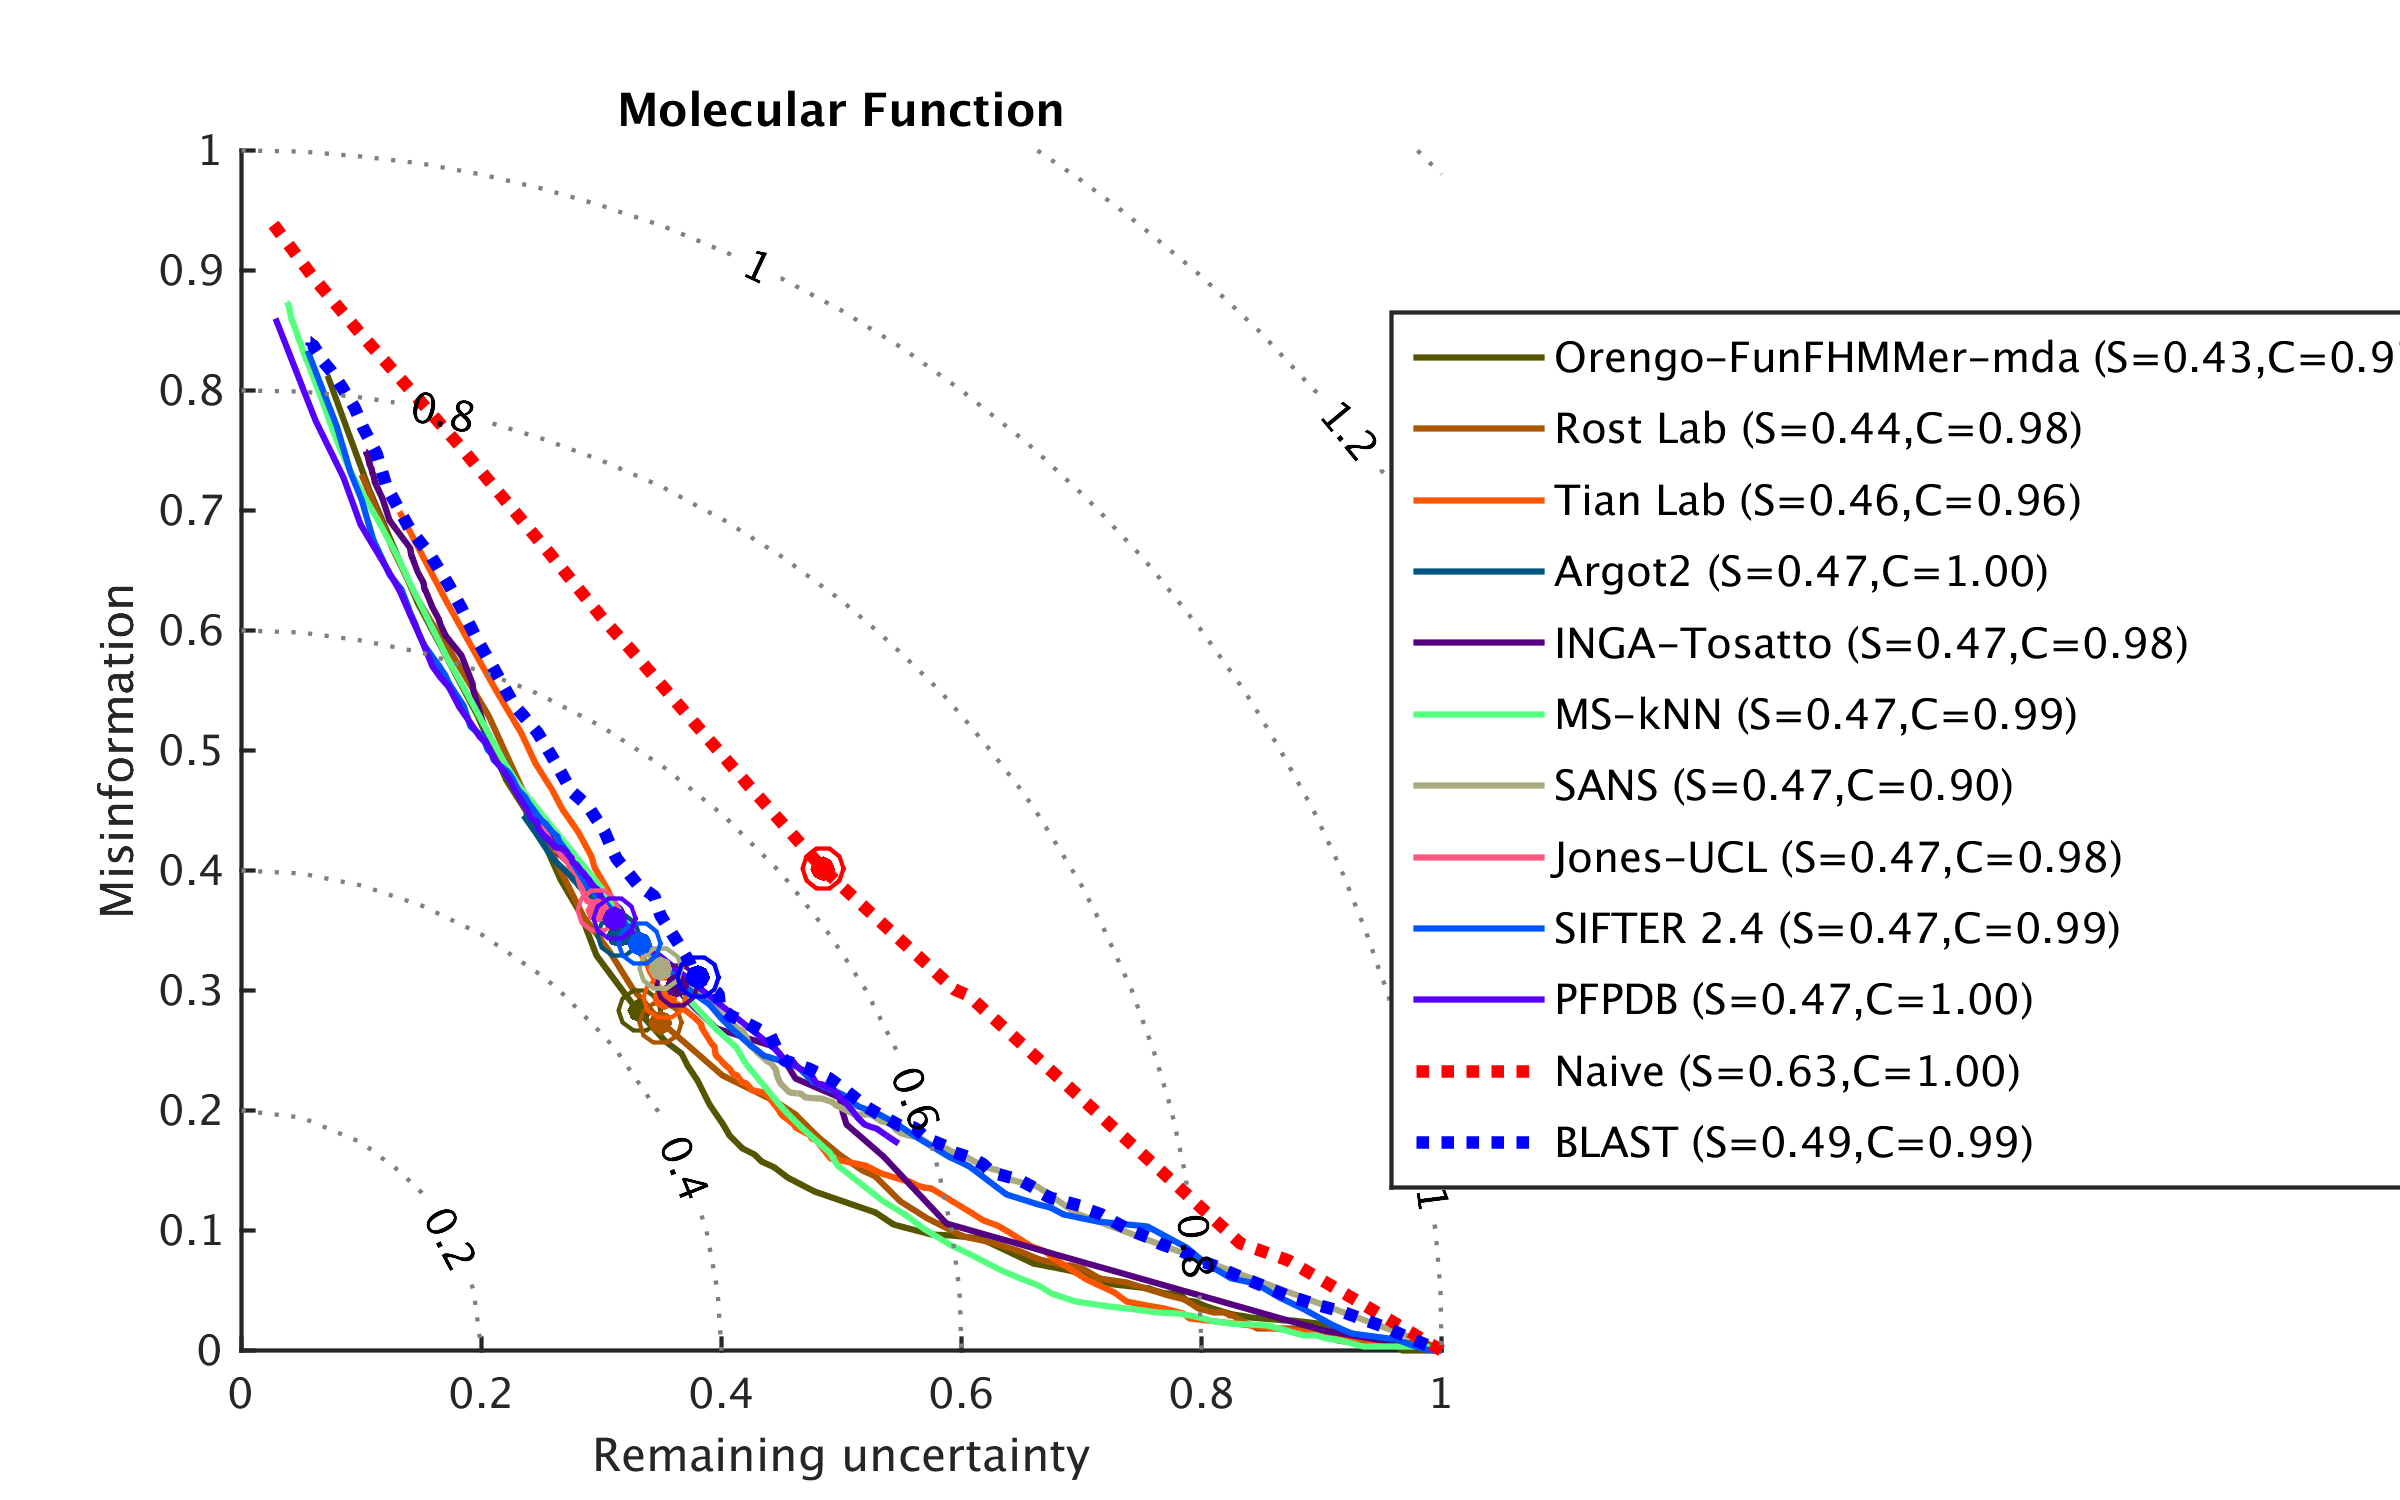 Molecular Function
1
0.9
0.8
0.7
0.6
0.5
0.4
0.3
0.2
0.1
0
Misinformation
0
0.2
0.4
0.6
0.8
1
Remaining uncertainty
1
0.8
1.2
0.6
0.4
0.2
0.8
1
Orengo-FunFHMMer-mda (S=0.43,C=0.9
Rost Lab (S=0.44,C=0.98)
Tian Lab (S=0.46,C=0.96)
Argot2 (S=0.47,C=1.00)
INGA-Tosatto (S=0.47,C=0.98)
MS-kNN (S=0.47,C=0.99)
SANS (S=0.47,C=0.90)
Jones-UCL (S=0.47,C=0.98)
SIFTER 2.4 (S=0.47,C=0.99)
PFPDB (S=0.47,C=1.00)
Naive (S=0.63,C=1.00)
BLAST (S=0.49,C=0.99)